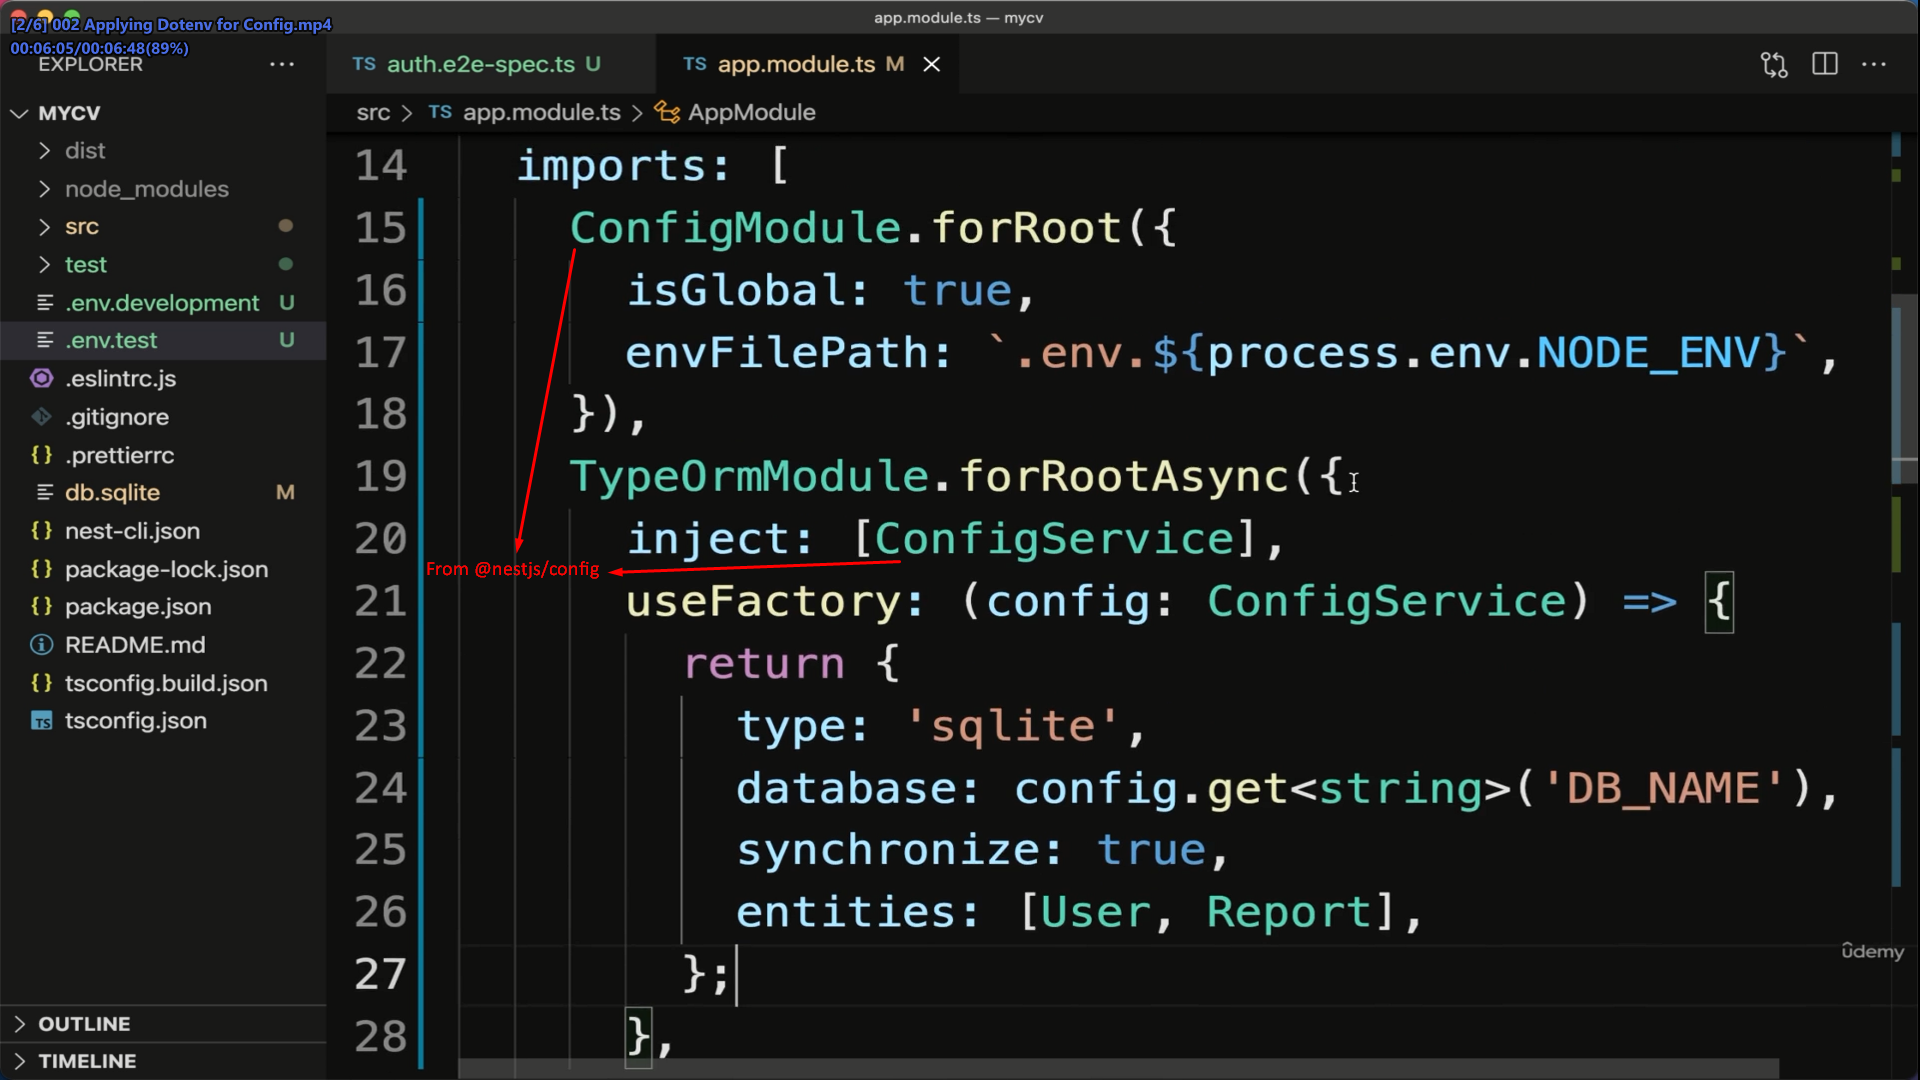 app.module.ts — mycv
[2/6] 002 Applying Dotenv for Config.mp4
00:06:05/00:06:48(89%)
EXPLORER
TS auth.e2e-spec.ts U
TS app.module.ts M
src > TS app.module.ts > AppModule
MYCV
dist
node_modules
src
test
.env.development U
.env.test U
.eslintrc.js
.gitignore
{} .prettierrc
db.sqlite M
{} nest-cli.json
{} package-lock.json
{} package.json
README.md
{} tsconfig.build.json
TS tsconfig.json
OUTLINE
TIMELINE
14 imports: [
15 ConfigModule.forRoot({
16 isGlobal: true,
17 envFilePath: `.env.${process.env.NODE_ENV}`,
18 }),
19 TypeOrmModule.forRootAsync({
20 inject: [ConfigService],
From @nestjs/config
21 useFactory: (config: ConfigService) => {
22 return {
23 type: 'sqlite',
24 database: config.get<string>('DB_NAME'),
25 synchronize: true,
26 entities: [User, Report],
27 };
28 },
ûdemy